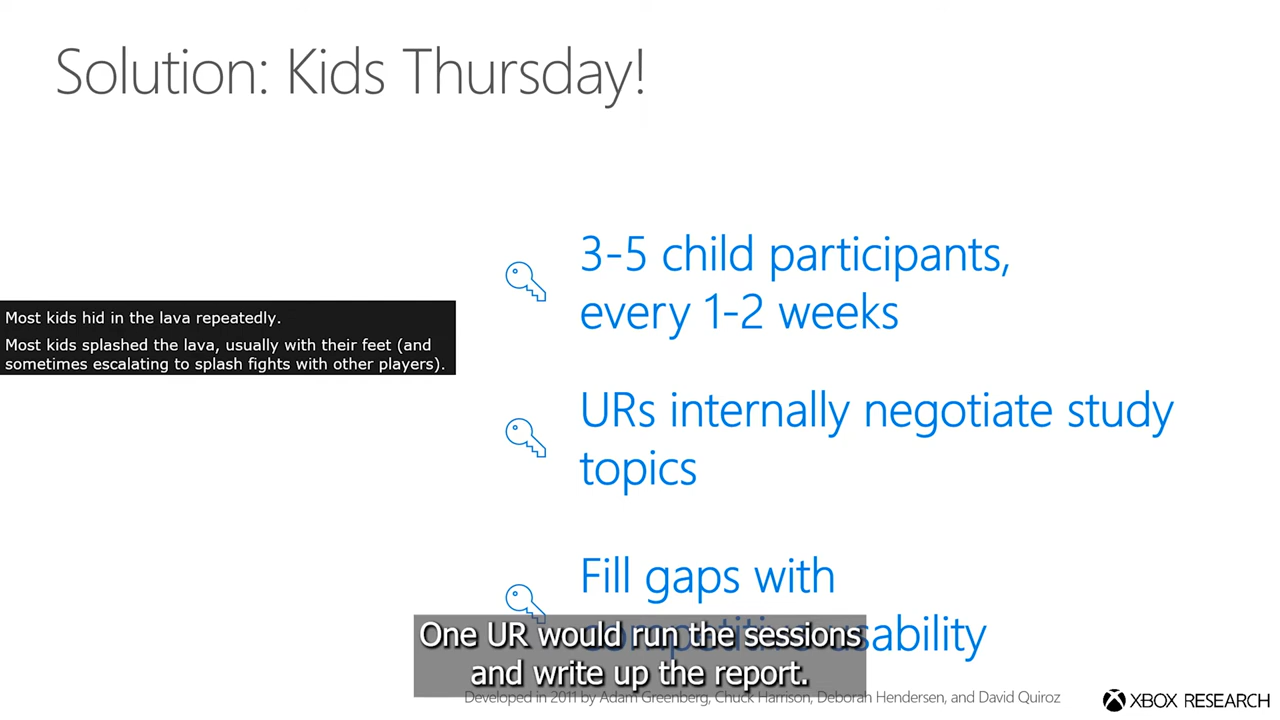 Solution: Kids Thursday!
Most kids hid in the lava repeatedly.
Most kids splashed the lava, usually with their feet (and
sometimes escalating to splash fights with other players).
3-5 child participants,
every 1-2 weeks
URs internally negotiate study
topics
Fill gaps with
competitive usability
One UR would run the sessions
and write up the report.
Developed in 2011 by Adam Greenberg, Chuck Harrison, Deborah Hendersen, and David Quiroz
XBOX RESEARCH